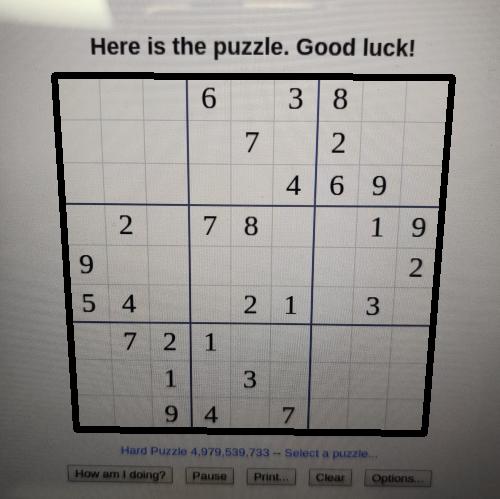 Here is the puzzle. Good luck!
6 3 8
7 2
4 6 9
2 7 8 1 9
9 2
5 4 2 1 3
7 2 1
1 3
9 4 7
Hard Puzzle 4,979,539,733 -- Select a puzzle...
How am I doing? Pause Print... Clear Options...